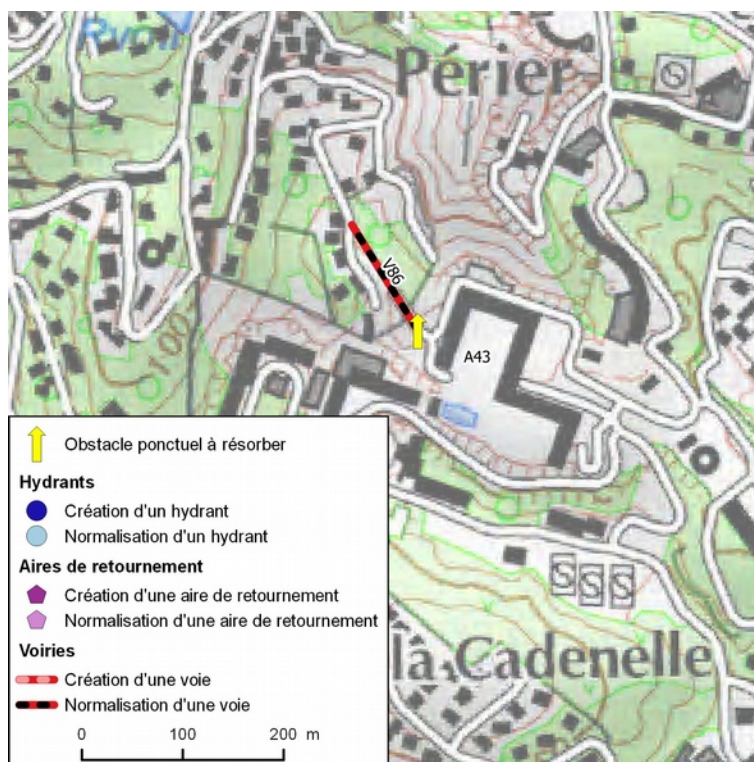 Périer
V86
A43
100
Obstacle ponctuel à résorber
Hydrants
Création d'un hydrant
Normalisation d'un hydrant
Aires de retournement
Création d'une aire de retournement
Normalisation d'une aire de retournement
Voiries
Création d'une voie
Normalisation d'une voie
0 100 200 m
la Cadenelle